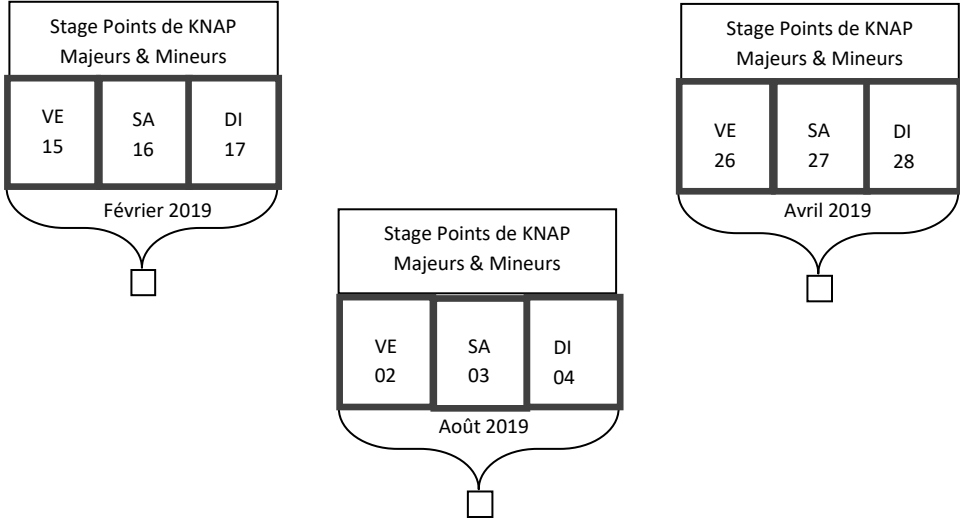 Stage Points de KNAP
Majeurs & Mineurs
VE SA DI
15 16 17
Février 2019
Stage Points de KNAP
Majeurs & Mineurs
VE SA DI
26 27 28
Avril 2019
Stage Points de KNAP
Majeurs & Mineurs
VE SA DI
02 03 04
Août 2019